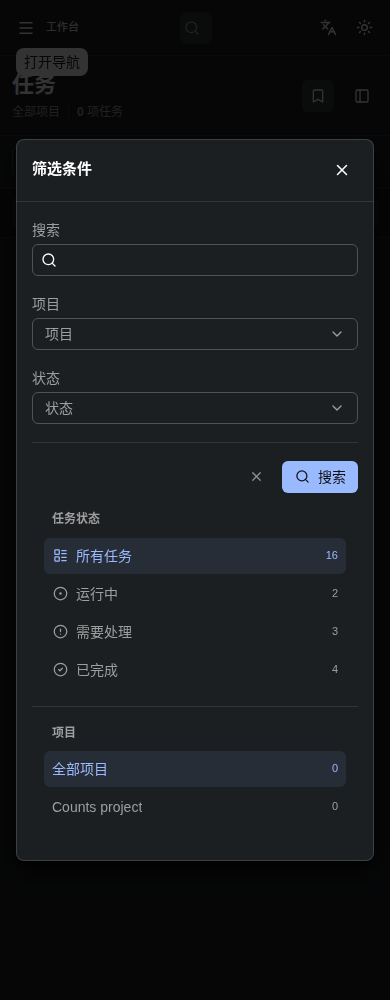 工作台
打开导航
任务
全部项目 0 项任务
筛选条件
搜索
项目
项目
状态
状态
搜索
任务状态
所有任务 16
运行中 2
需要处理 3
已完成 4
项目
全部项目 0
Counts project 0